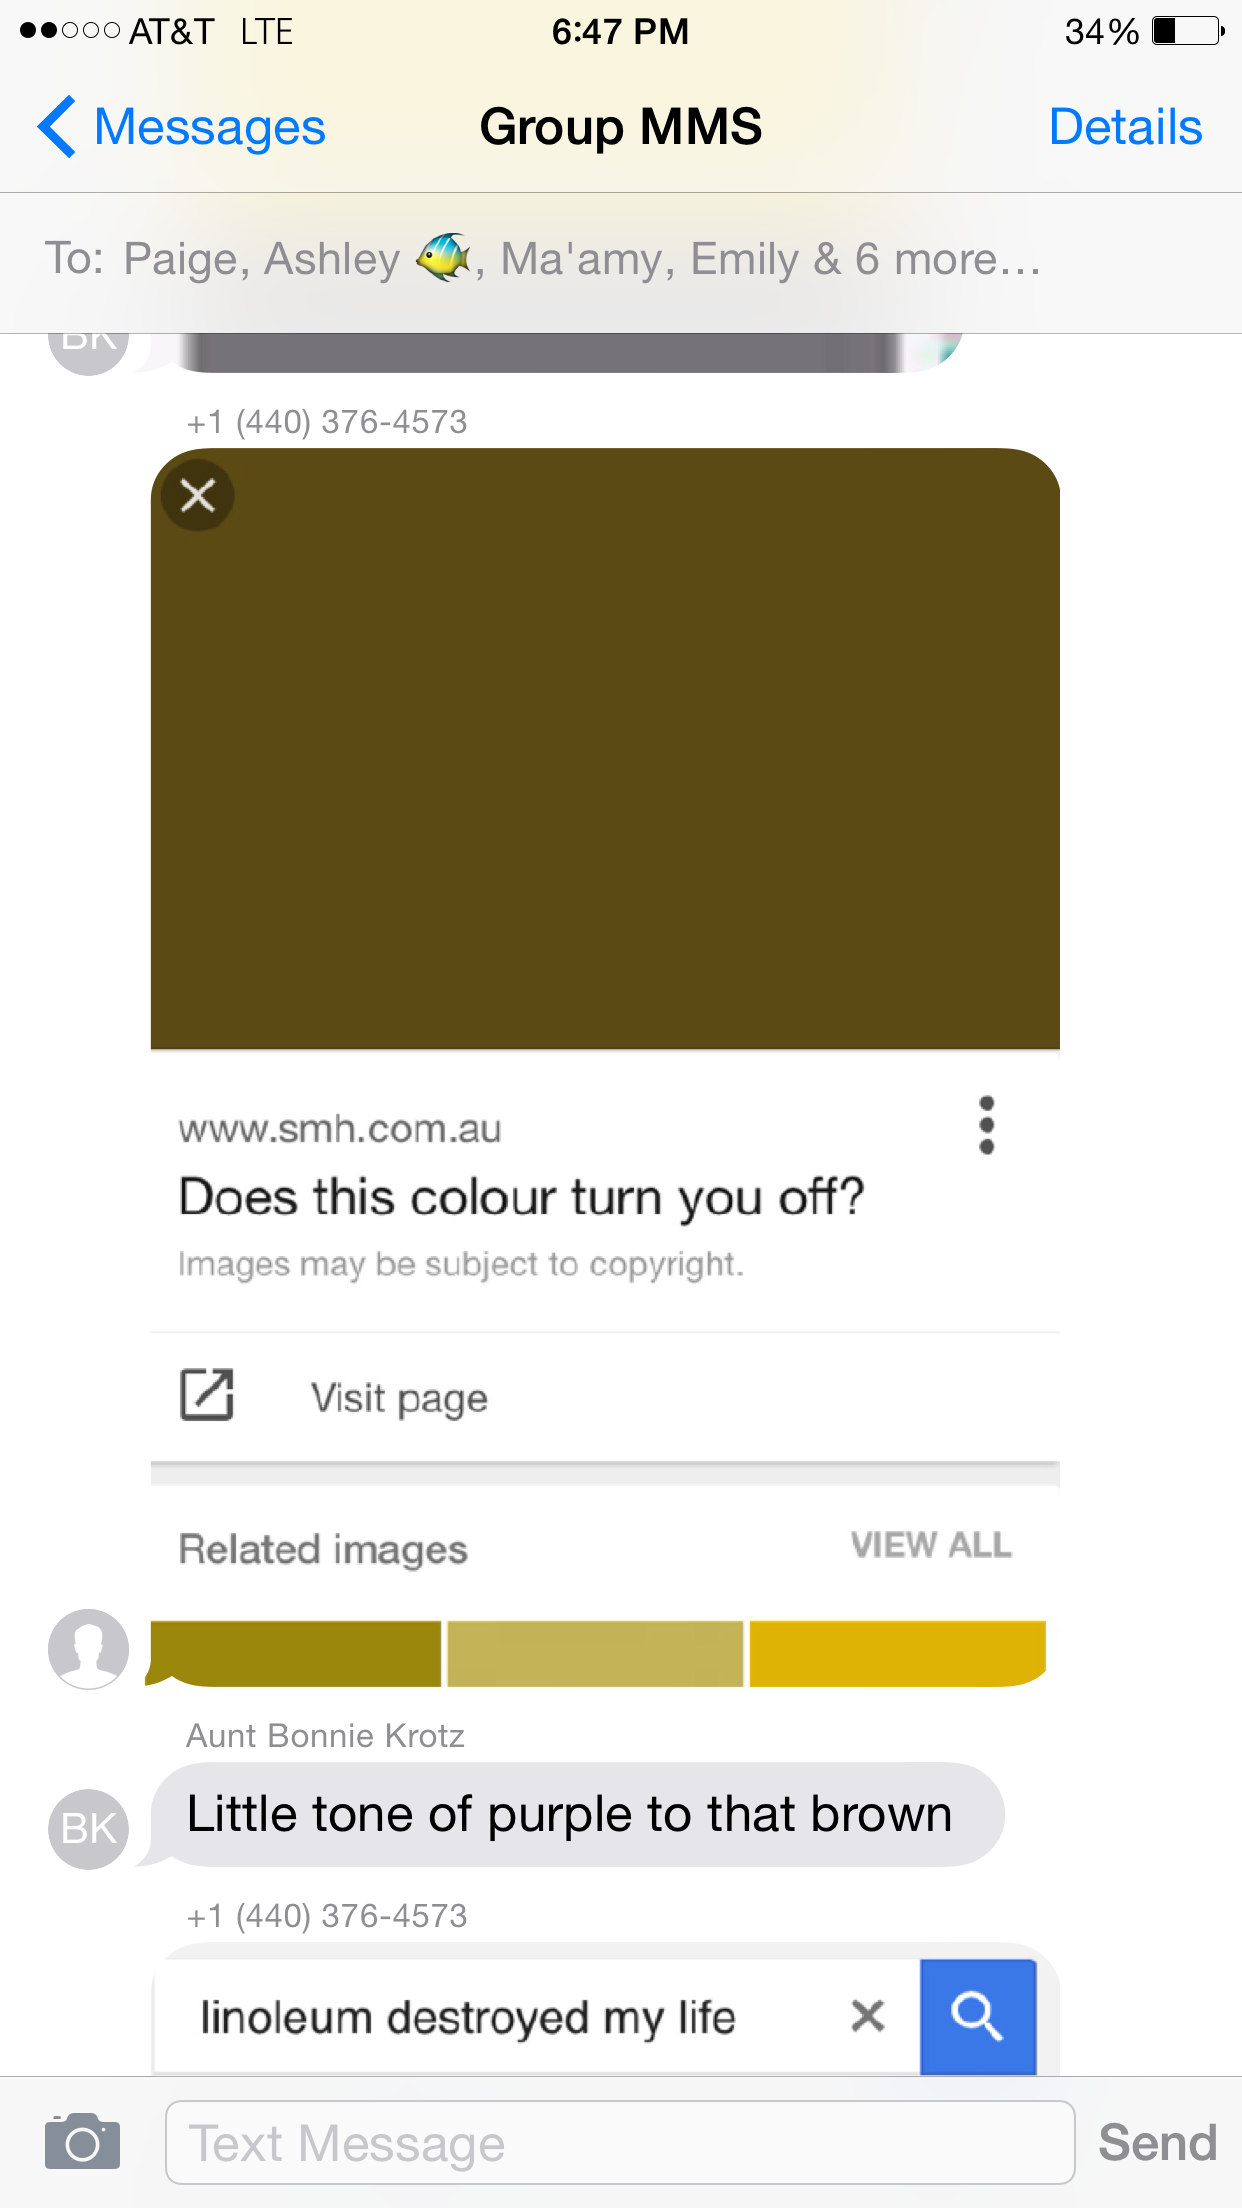 AT&T LTE 6:47 PM 34%
Messages Group MMS Details
To: Paige, Ashley 🐠, Ma'amy, Emily & 6 more...
BK
+1 (440) 376-4573
www.smh.com.au
Does this colour turn you off?
Images may be subject to copyright.
Visit page
Related images VIEW ALL
Aunt Bonnie Krotz
BK Little tone of purple to that brown
+1 (440) 376-4573
linoleum destroyed my life
Text Message Send